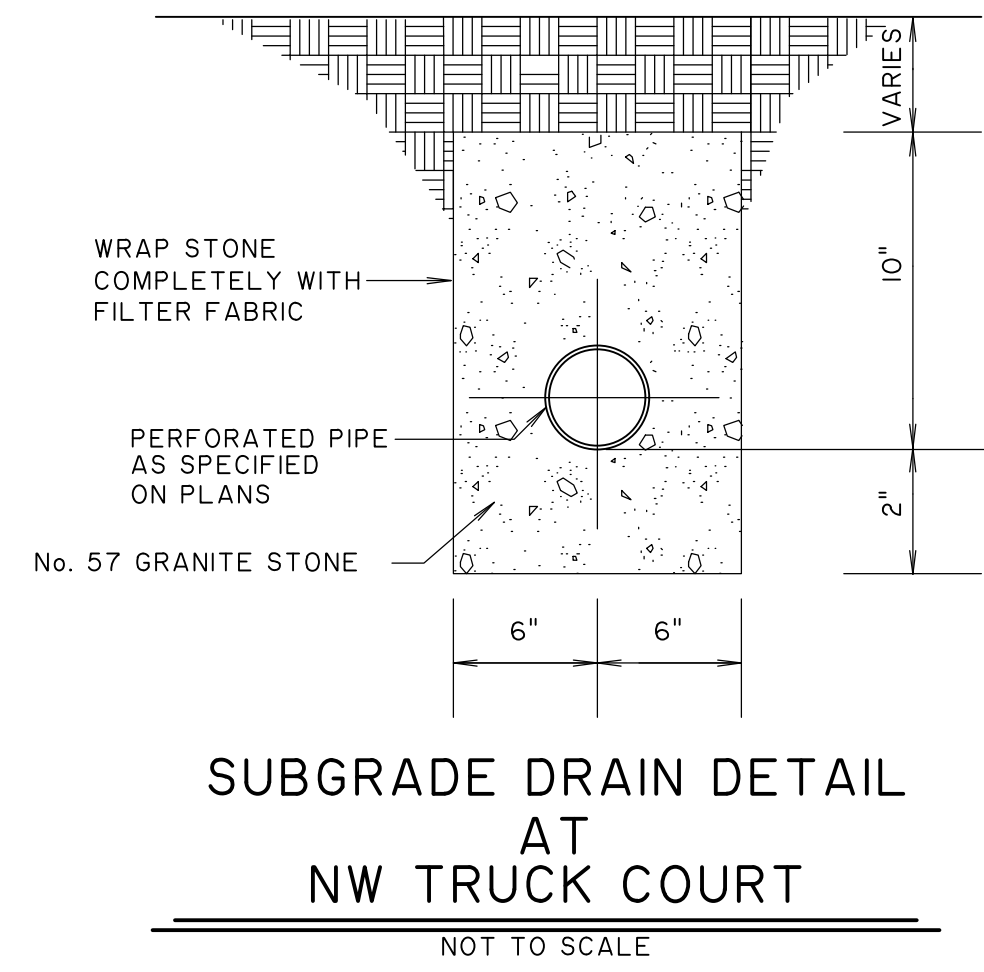 VARIES
10"
WRAP STONE
COMPLETELY WITH
FILTER FABRIC
PERFORATED PIPE
AS SPECIFIED
ON PLANS
2"
No. 57 GRANITE STONE
6" 6"
SUBGRADE DRAIN DETAIL
AT
NW TRUCK COURT
NOT TO SCALE